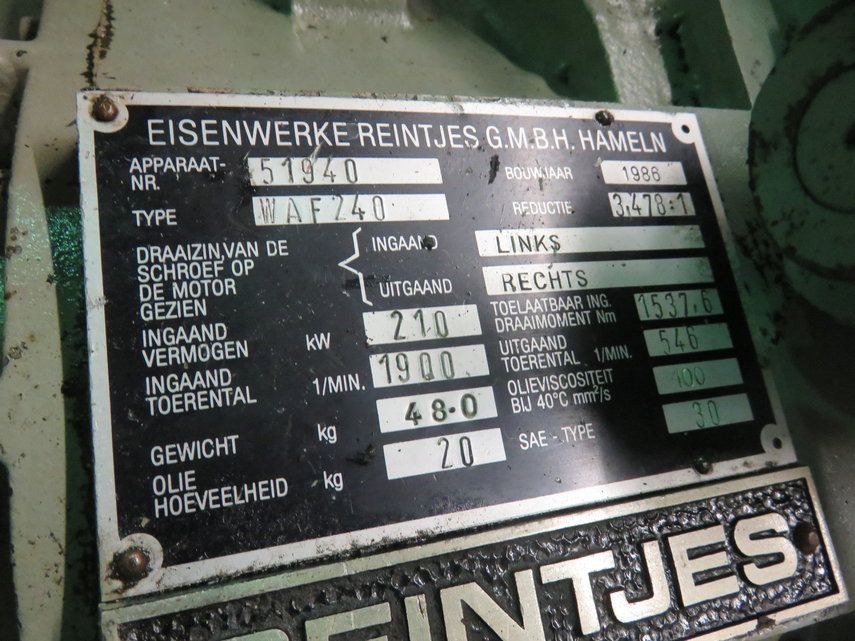 EISENWERKE REINTJES G.M.B.H. HAMELN
APPARAAT-NR. 51940 BOUWJAAR 1986
TYPE WAF240 REDUCTIE 3,478:1
DRAAIZIN,VAN DE
SCHROEF OP
DE MOTOR
GEZIEN
INGAAND LINKS
UITGAAND RECHTS
INGAAND
VERMOGEN kW 210
TOELAATBAAR ING.
DRAAIMOMENT Nm 1537,6
INGAAND
TOERENTAL 1/MIN. 1900
UITGAAND
TOERENTAL 1/MIN. 546
GEWICHT kg 48.0
OLIEVISCOSITEIT
BIJ 40°C mm²/s 100
OLIE
HOEVEELHEID kg 20
SAE - TYPE 30
REINTJES